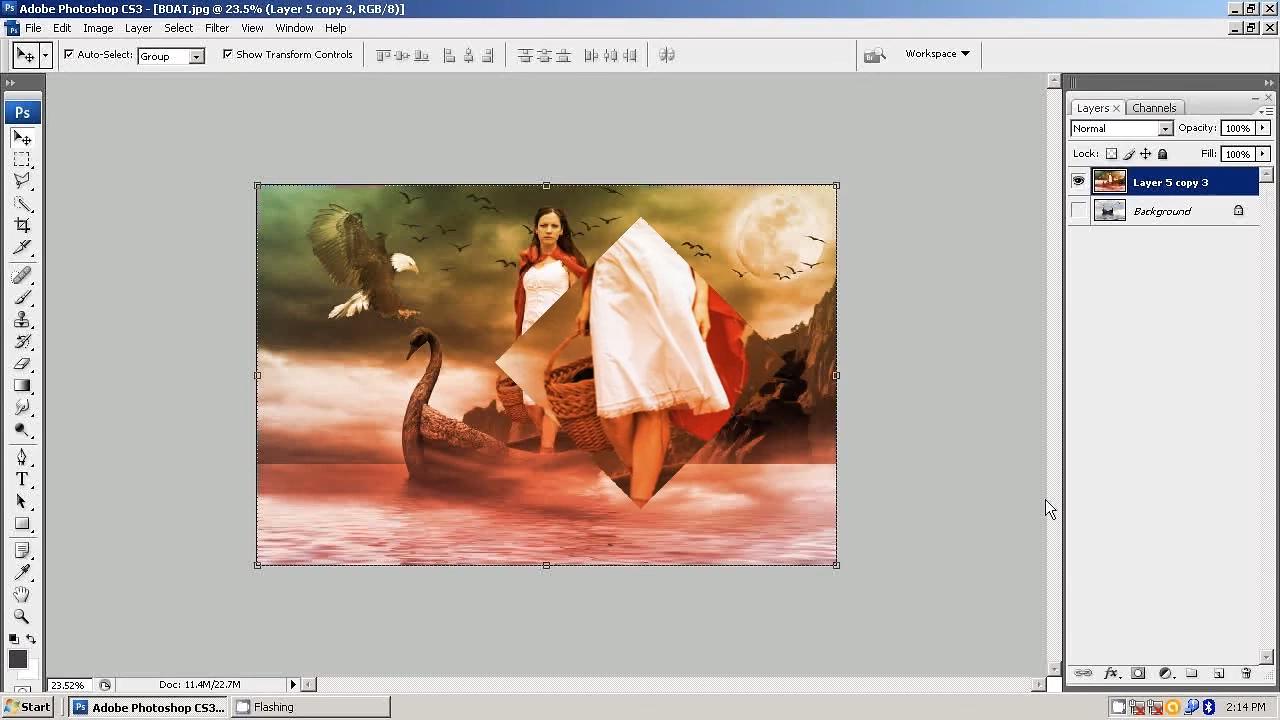 Adobe Photoshop CS3 - [BOAT.jpg @ 23.5% (Layer 5 copy 3, RGB/8)]
File Edit Image Layer Select Filter View Window Help
Auto-Select: Group Show Transform Controls Workspace
Ps
Layers Channels
Normal Opacity: 100%
Lock: Fill: 100%
Layer 5 copy 3
Background
T
fx
23.52% Doc: 11.4M/22.7M
Start Ps Adobe Photoshop CS3... Flashing 2:14 PM